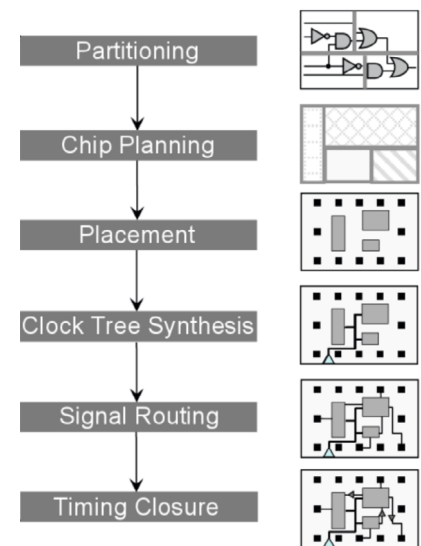 Partitioning
Chip Planning
Placement
Clock Tree Synthesis
Signal Routing
Timing Closure